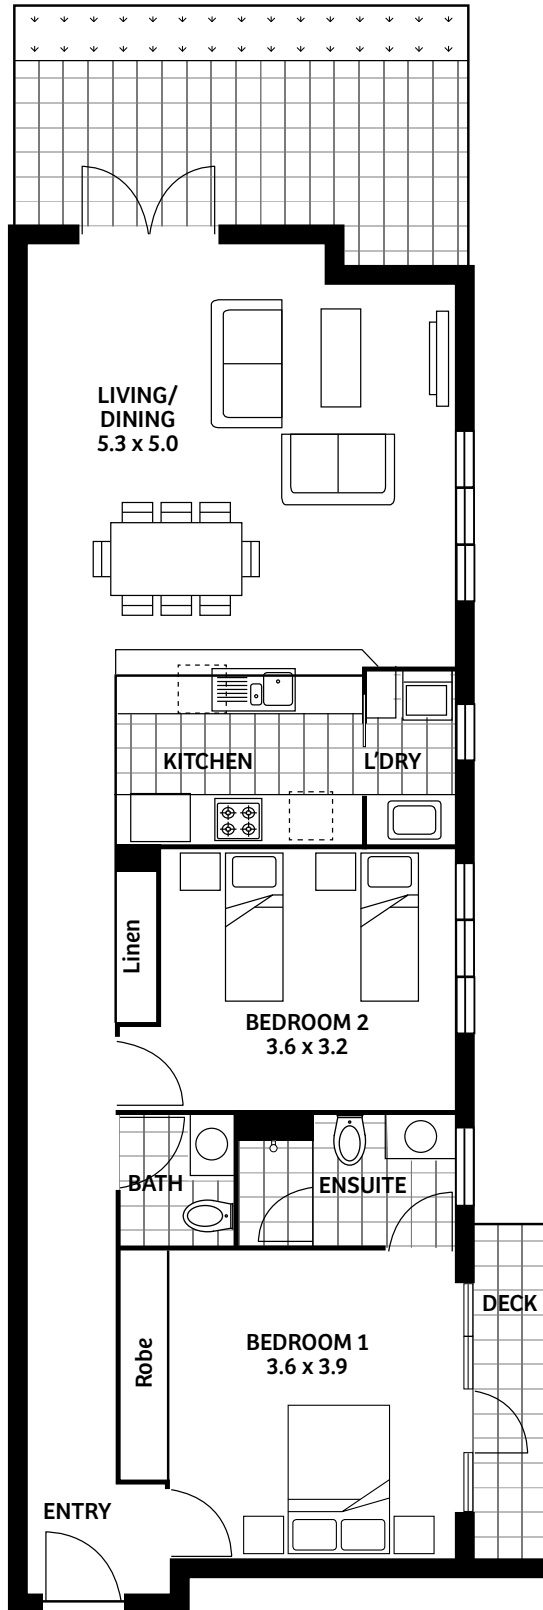 LIVING/
DINING
5.3 x 5.0
KITCHEN
L'DRY
Linen
BEDROOM 2
3.6 x 3.2
BATH
ENSUITE
DECK
Robe
BEDROOM 1
3.6 x 3.9
ENTRY